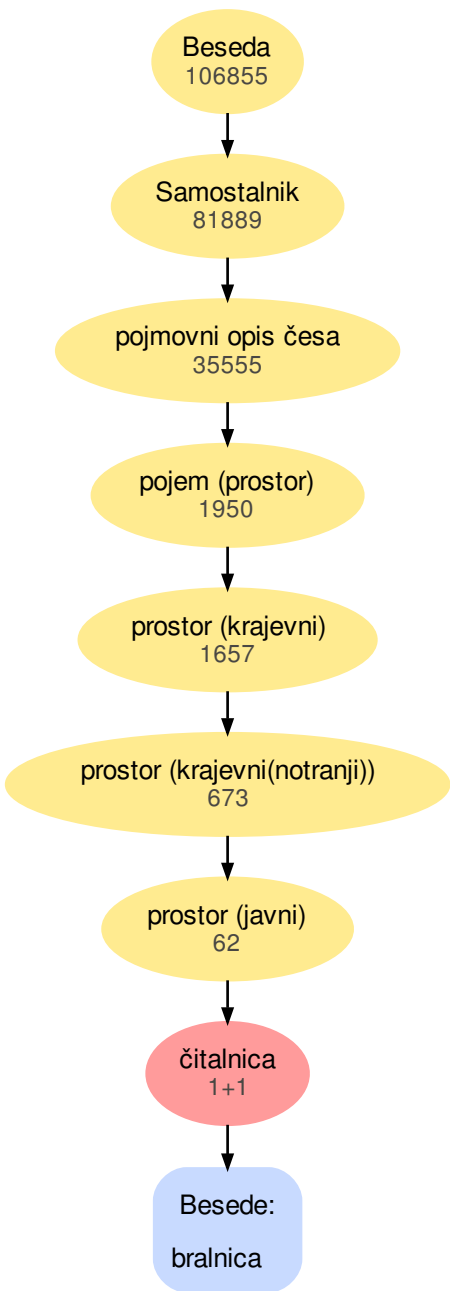 Beseda
106855
Samostalnik
81889
pojmovni opis česa
35555
pojem (prostor)
1950
prostor (krajevni)
1657
prostor (krajevni(notranji))
673
prostor (javni)
62
čitalnica
1+1
Besede:
bralnica